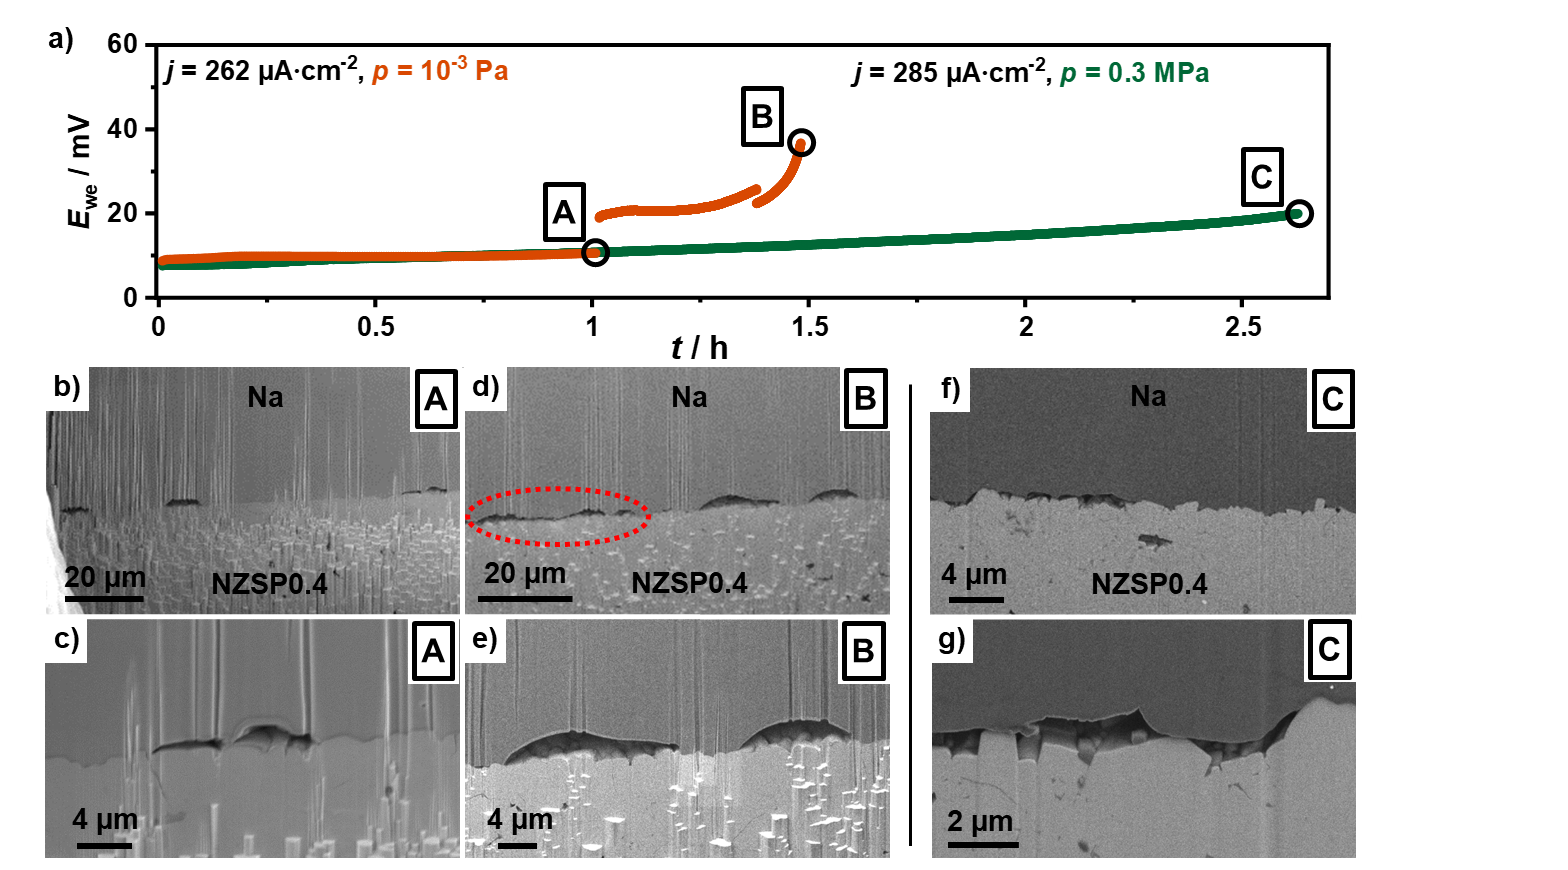 a)
60
40
20
0
E_we / mV
j = 262 µA·cm⁻², p = 10⁻³ Pa
j = 285 µA·cm⁻², p = 0.3 MPa
A
B
C
0 0.5 1 1.5 2 2.5
t / h
b) Na A
20 µm NZSP0.4
d) Na B
20 µm NZSP0.4
f) Na C
4 µm NZSP0.4
c) A
4 µm
e) B
4 µm
g) C
2 µm